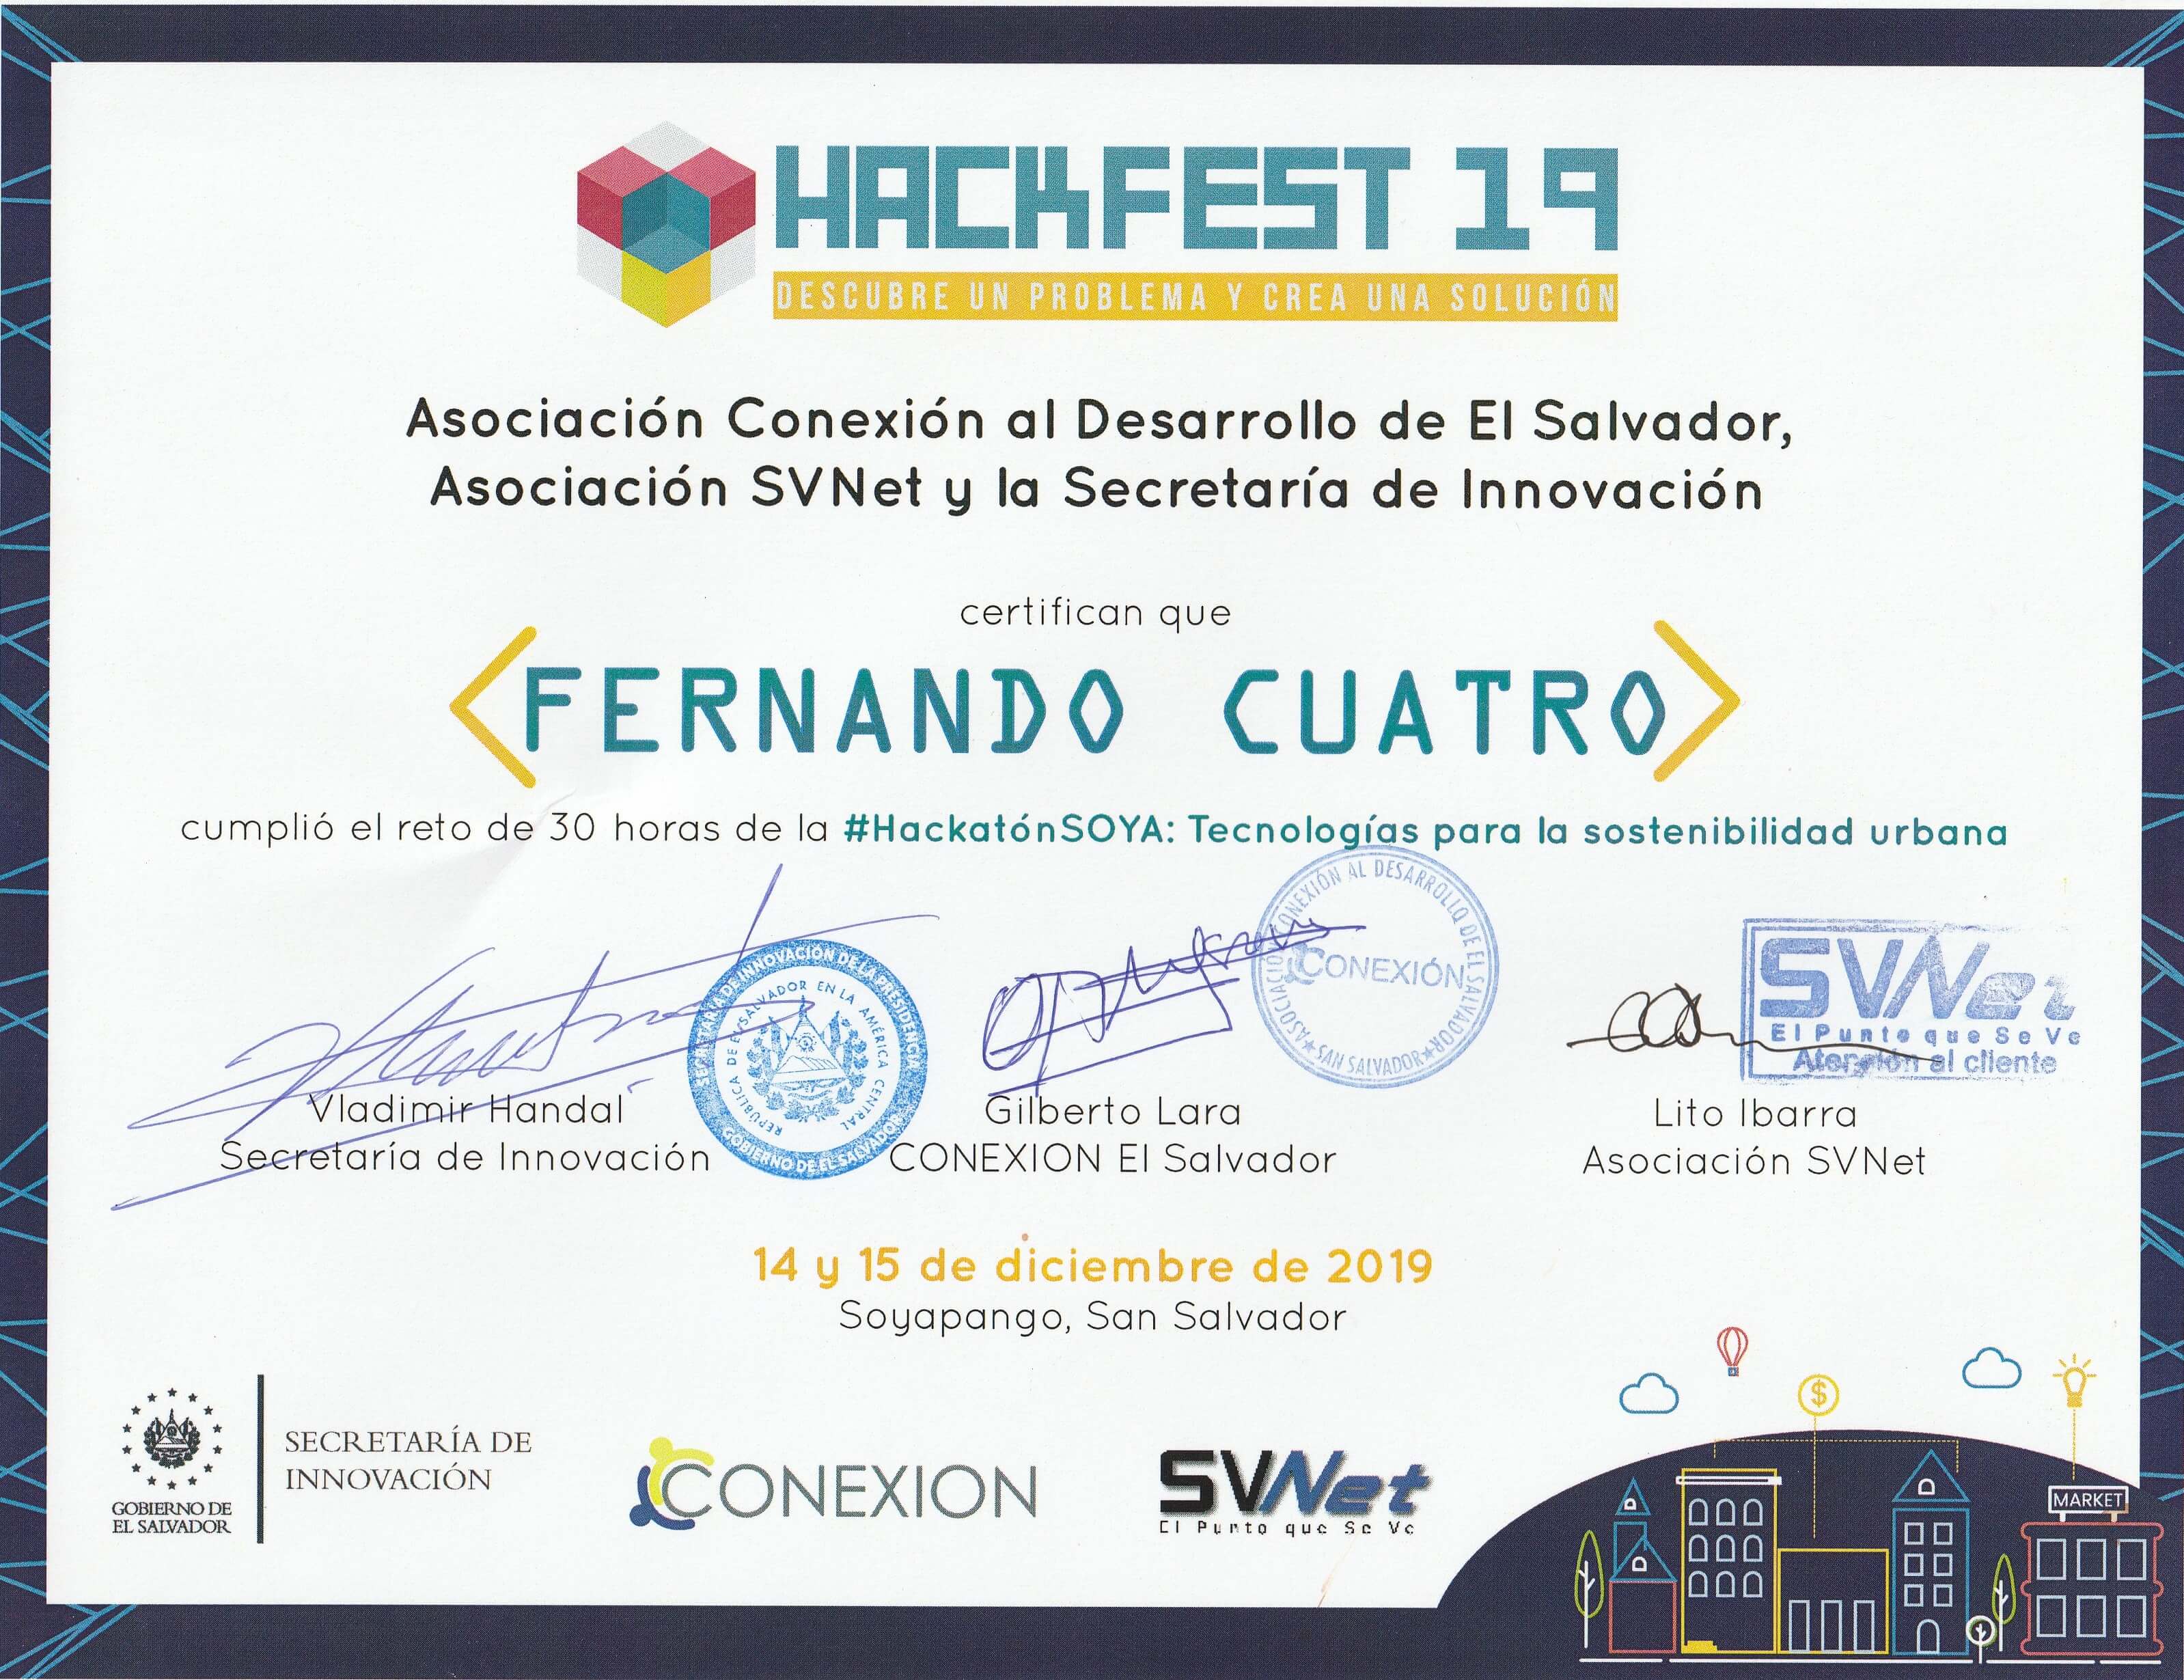 HACKFEST 19
DESCUBRE UN PROBLEMA Y CREA UNA SOLUCIÓN
Asociación Conexión al Desarrollo de El Salvador,
Asociación SVNet y la Secretaría de Innovación
certifican que
<FERNANDO CUATRO>
cumplió el reto de 30 horas de la #HackatónSOYA: Tecnologías para la sostenibilidad urbana
SECRETARÍA DE INNOVACIÓN DE LA PRESIDENCIA
REPÚBLICA DE EL SALVADOR EN LA AMÉRICA CENTRAL
GOBIERNO DE EL SALVADOR
ASOCIACIÓN CONEXIÓN AL DESARROLLO DE EL SALVADOR
CONEXIÓN
★ SAN SALVADOR ★
SVNet
El Punto que Se Ve
Atención al cliente
Vladimir Handal
Secretaría de Innovación
Gilberto Lara
CONEXION El Salvador
Lito Ibarra
Asociación SVNet
14 y 15 de diciembre de 2019
Soyapango, San Salvador
GOBIERNO DE
EL SALVADOR
SECRETARÍA DE
INNOVACIÓN
CONEXION
SVNet
El Punto que Se Ve
$
MARKET